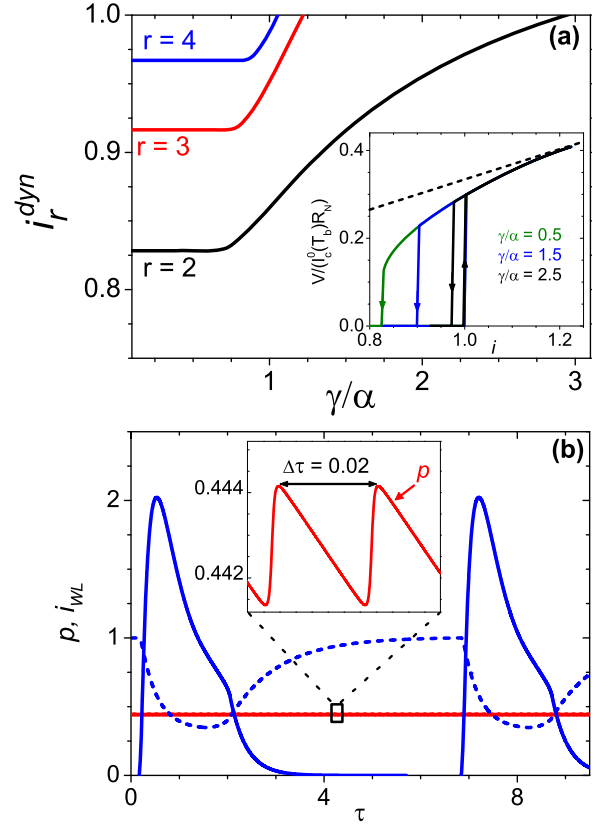 1.0
(a)
r = 4
r = 3
0.9
i_r^{dyn}
r = 2
0.8
0.4
V/(I_c^0(T_b)R_N)
0.2
γ/α = 0.5
γ/α = 1.5
γ/α = 2.5
0.0
0.8 1.0 i 1.2
1 2 3
γ/α
(b)
Δτ = 0.02
p
0.444
0.442
2
p, i_{WL}
1
0
0 4 8
τ